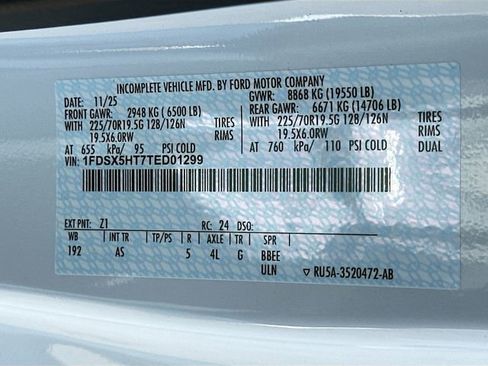 INCOMPLETE VEHICLE MFD. BY FORD MOTOR COMPANY
DATE: 11/25 GVWR: 8868 KG (19550 LB)
FRONT GAWR: 2948 KG (6500 LB) REAR GAWR: 6671 KG (14706 LB)
WITH 225/70R19.5G 128/126N TIRES WITH 225/70R19.5G 128/126N TIRES
19.5X6.0RW RIMS 19.5X6.0RW RIMS
AT 655 kPa/ 95 PSI COLD AT 760 kPa/ 110 PSI COLD DUAL
VIN: 1FDSX5HT7TED01299
EXT PNT: Z1 RC: 24 DSO:
WB INT TR TP/PS R AXLE TR SPR
192 AS 5 4L G BBEE
ULN RU5A-3520472-AB